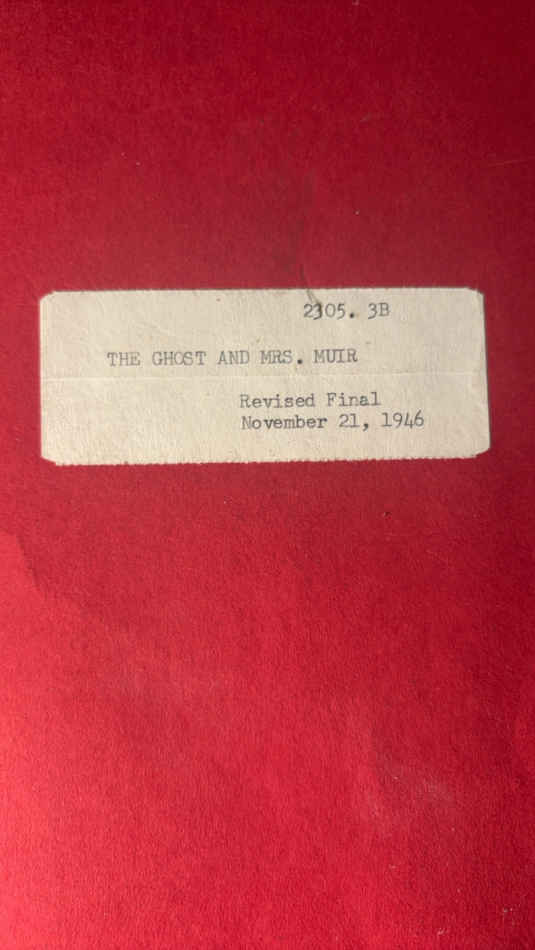 2305. 3B
THE GHOST AND MRS. MUIR
Revised Final
November 21, 1946